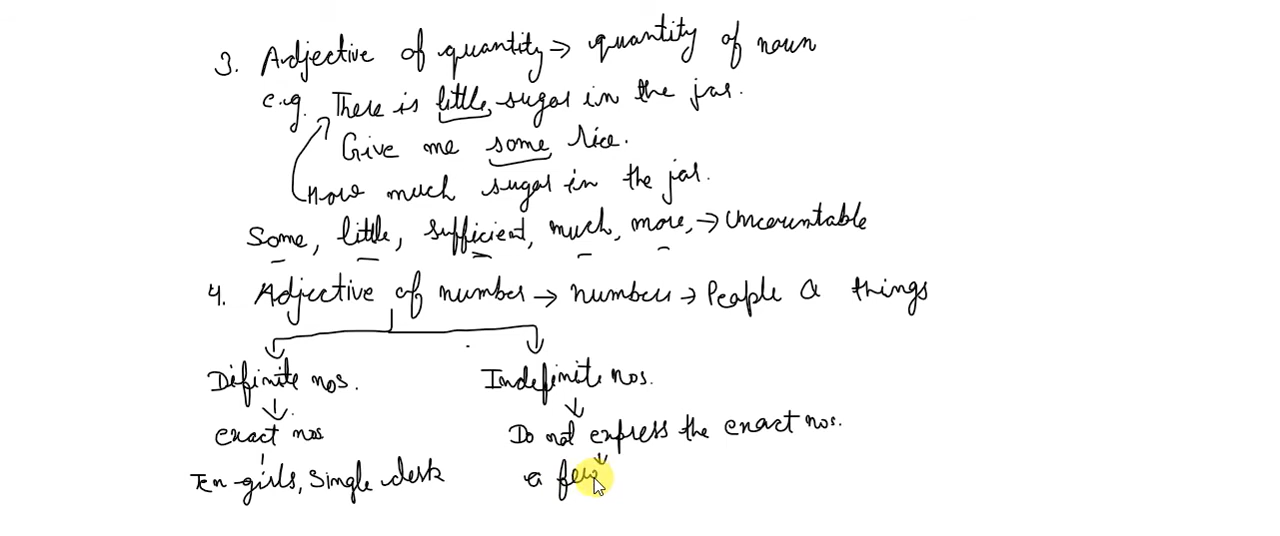 3. Adjective of quantity → quantity of noun
e.g. There is little sugar in the jar.
Give me some rice.
How much sugar in the jar.
Some, little, sufficient, much, more, → Uncountable
4. Adjective of number → numbers → People & things
Difinite nos. Indefinite nos.
exact nos Do not express the exact nos.
Ten girls, single desk a few